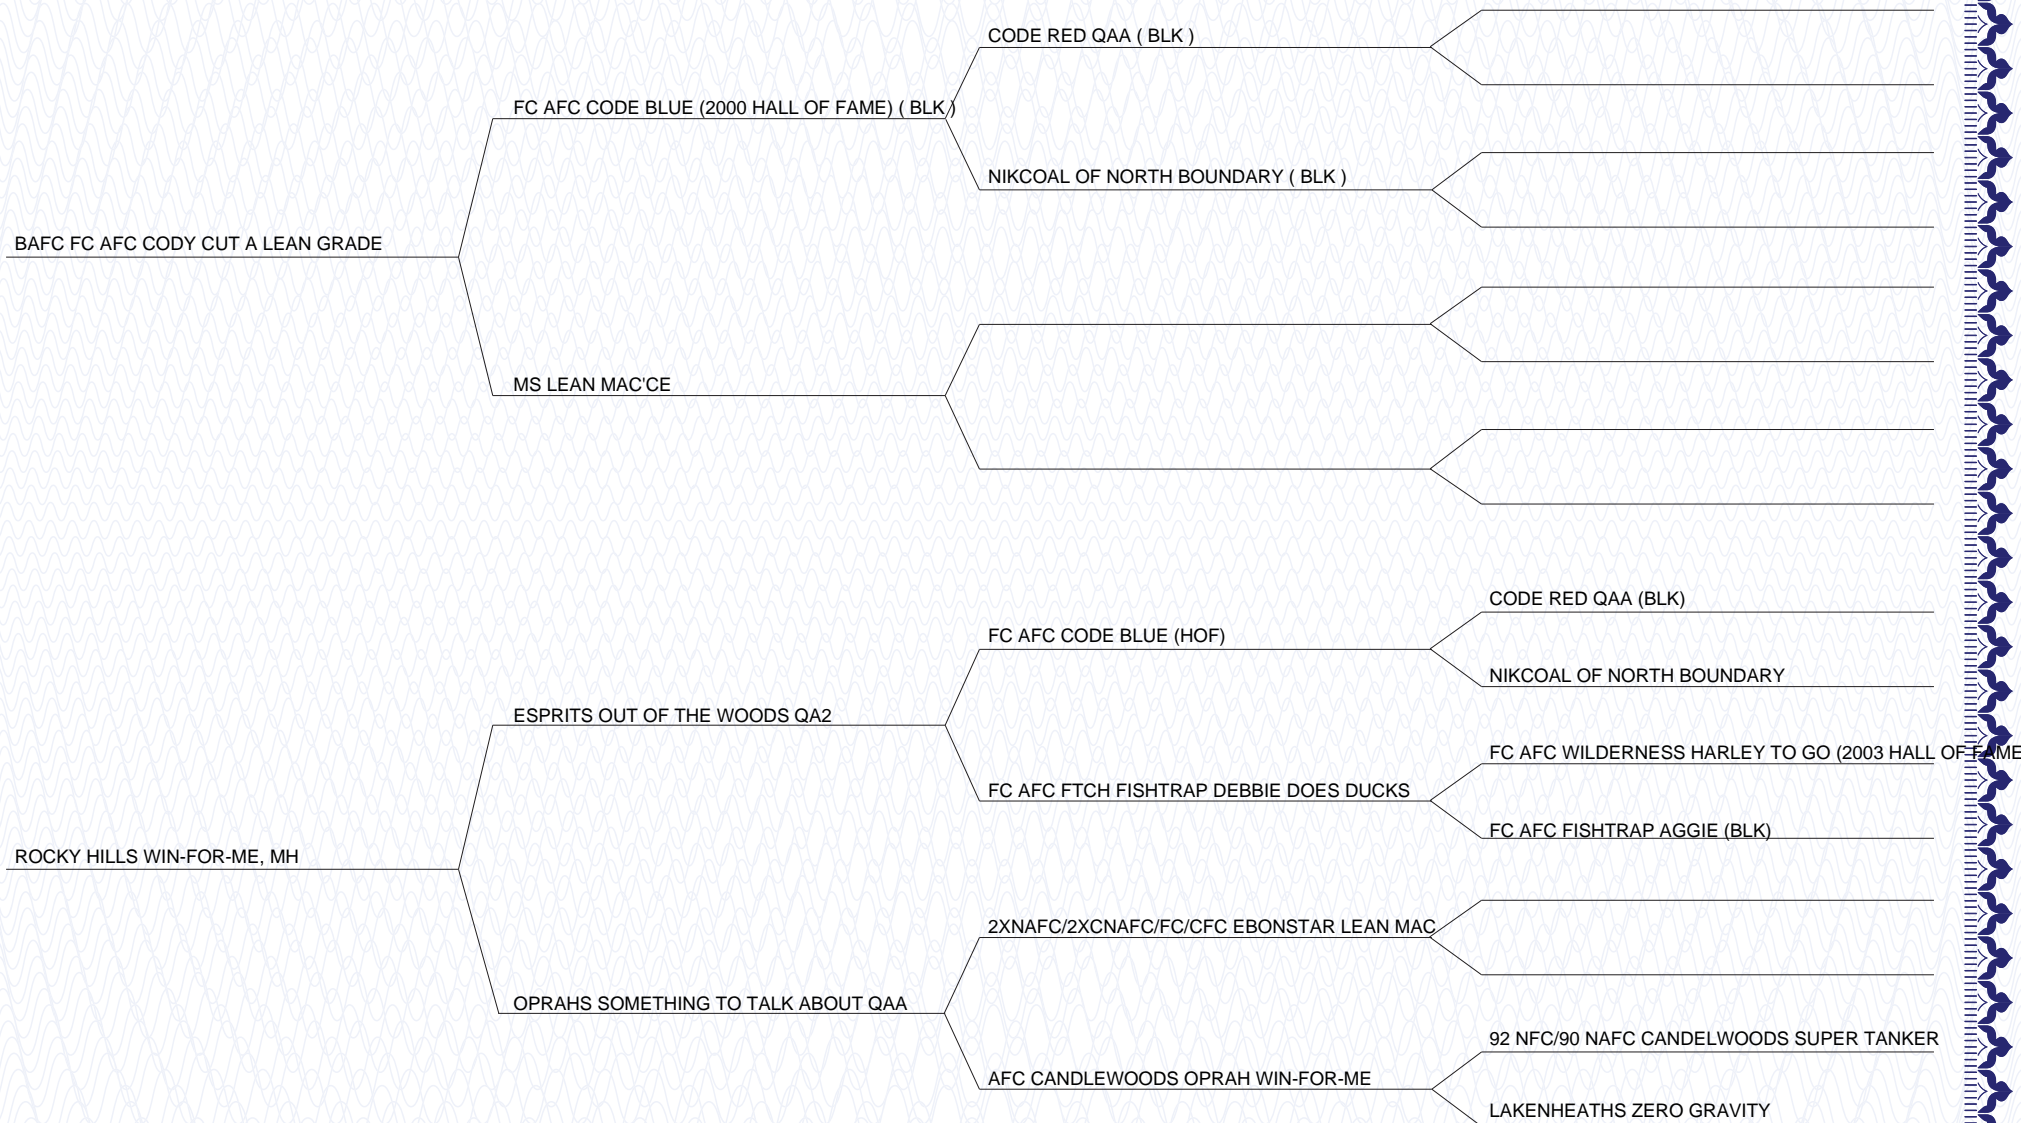 CODE RED QAA ( BLK )
FC AFC CODE BLUE (2000 HALL OF FAME) ( BLK )
NIKCOAL OF NORTH BOUNDARY ( BLK )
BAFC FC AFC CODY CUT A LEAN GRADE
MS LEAN MAC'CE
CODE RED QAA (BLK)
FC AFC CODE BLUE (HOF)
NIKCOAL OF NORTH BOUNDARY
ESPRITS OUT OF THE WOODS QA2
FC AFC WILDERNESS HARLEY TO GO (2003 HALL OF FAME
FC AFC FTCH FISHTRAP DEBBIE DOES DUCKS
FC AFC FISHTRAP AGGIE (BLK)
ROCKY HILLS WIN-FOR-ME, MH
2XNAFC/2XCNAFC/FC/CFC EBONSTAR LEAN MAC
OPRAHS SOMETHING TO TALK ABOUT QAA
92 NFC/90 NAFC CANDELWOODS SUPER TANKER
AFC CANDLEWOODS OPRAH WIN-FOR-ME
LAKENHEATHS ZERO GRAVITY